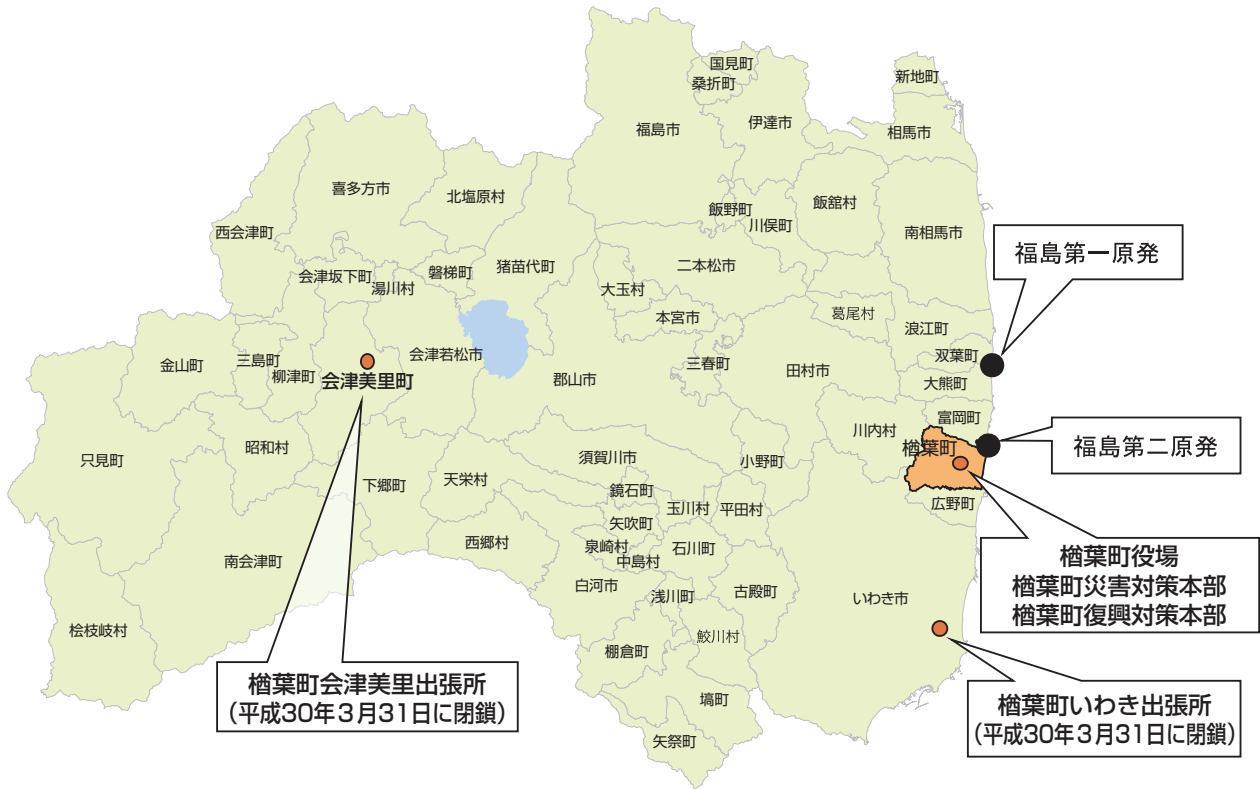 国見町
桑折町
新地町
福島市
伊達市
相馬市
喜多方市
北塩原村
飯野町
飯舘村
川俣町
西会津町
南相馬市
福島第一原発
会津坂下町
磐梯町
猪苗代町
二本松市
湯川村
大玉村
本宮市
葛尾村
浪江町
金山町
三島町
柳津町
会津若松市
会津美里町
郡山市
三春町
田村市
双葉町
大熊町
富岡町
川内村
楢葉町
福島第二原発
只見町
昭和村
須賀川市
小野町
下郷町
天栄村
鏡石町
玉川村
平田村
広野町
矢吹町
西郷村
泉崎村
中島村
石川町
南会津町
白河市
浅川町
古殿町
いわき市
楢葉町役場
楢葉町災害対策本部
楢葉町復興対策本部
檜枝岐村
棚倉町
鮫川村
楢葉町会津美里出張所
(平成30年3月31日に閉鎖)
塙町
矢祭町
楢葉町いわき出張所
(平成30年3月31日に閉鎖)